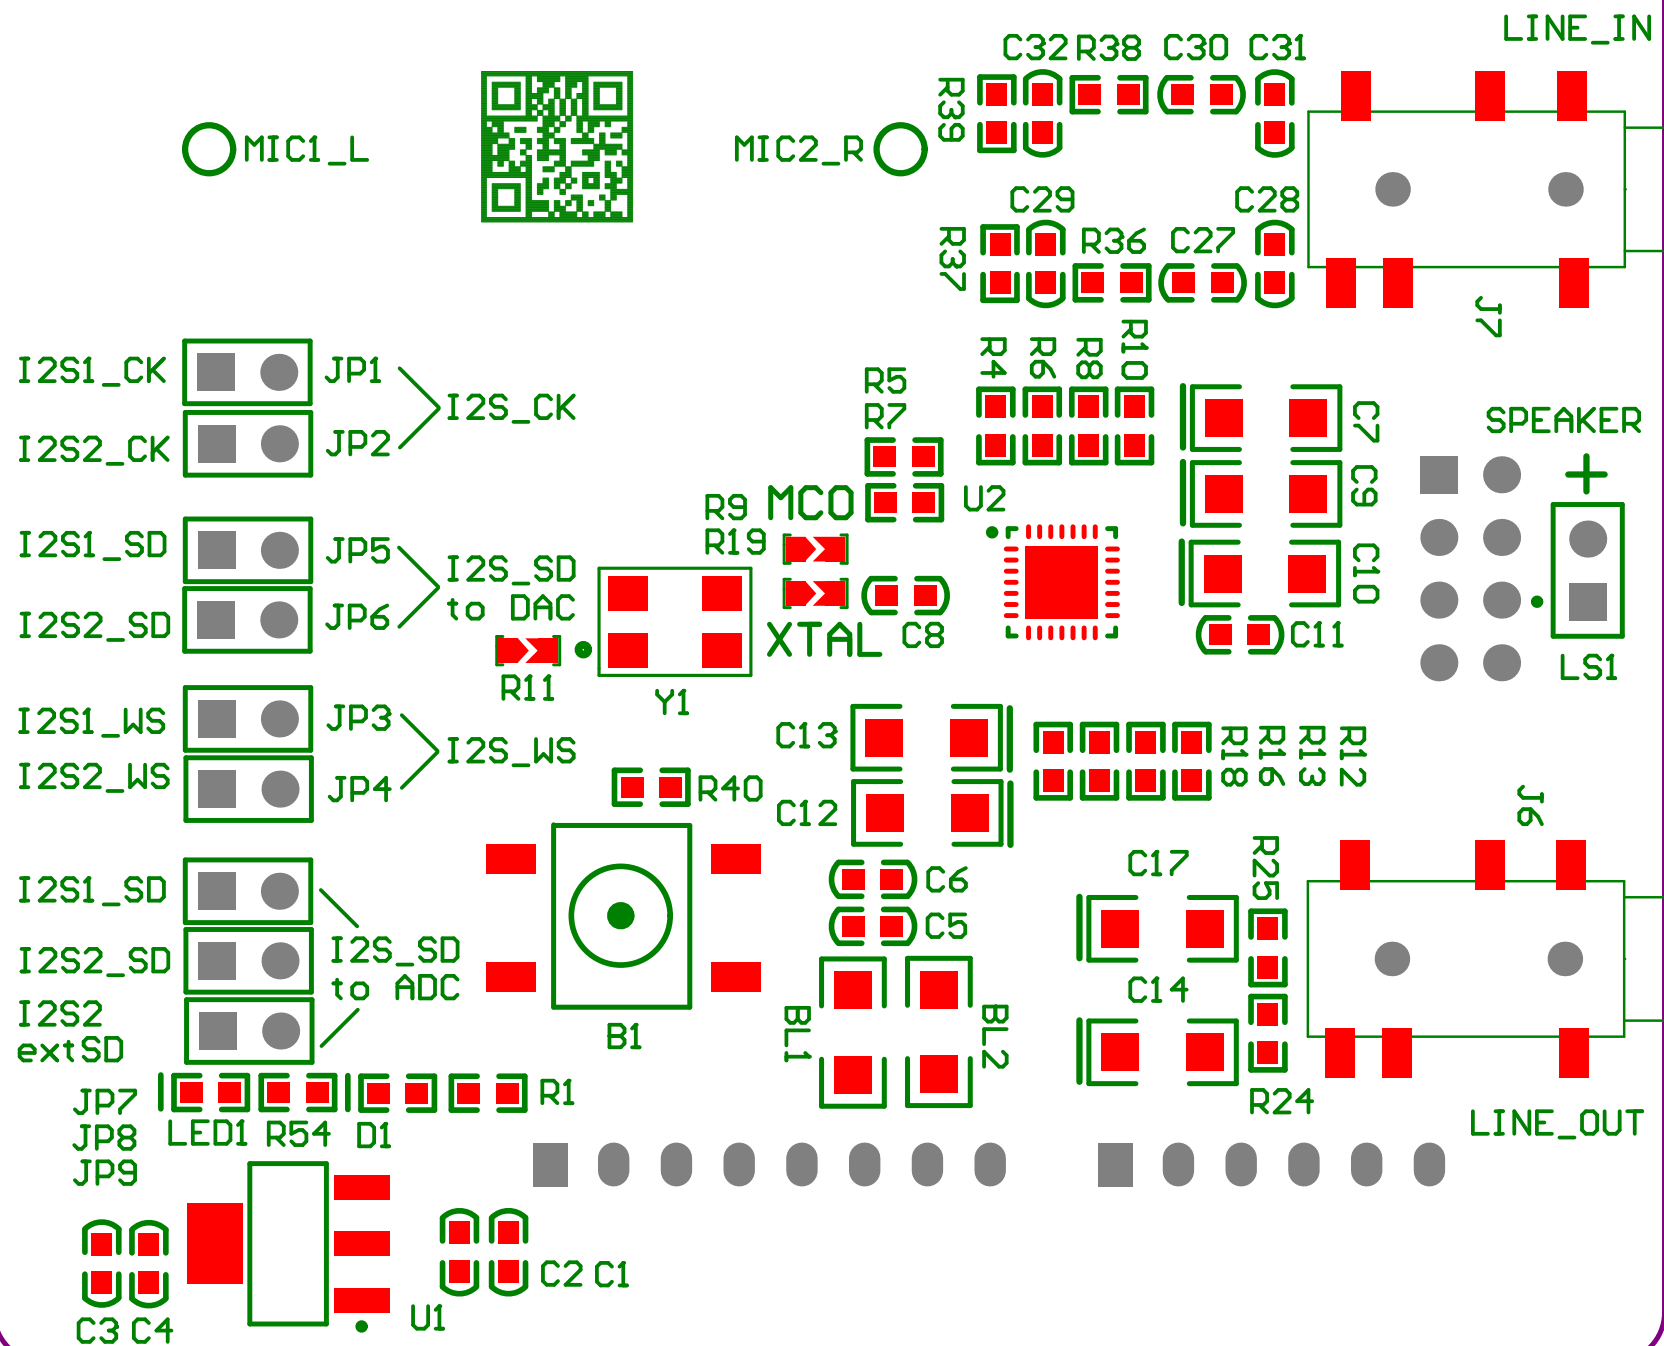 LINE_IN
C32 R38 C30 C31
R39
MIC1_L
MIC2_R
C29
C28
R37
R36
C27
J7
I2S1_CK
JP1
I2S_CK
I2S2_CK
JP2
R4
R6
R8
R10
R5
R7
C7
SPEAKER
+
C9
MCO
U2
R9
R19
I2S1_SD
JP5
I2S_SD
to DAC
I2S2_SD
JP6
C10
XTAL
C8
C11
LS1
R11
Y1
I2S1_WS
JP3
I2S_WS
I2S2_WS
JP4
C13
R18
R16
R13
R12
R40
C12
J6
C17
R25
C6
C5
I2S1_SD
I2S_SD
to ADC
I2S2_SD
I2S2
extSD
C14
B1
BL1
BL2
R24
JP7
JP8
JP9
LED1
R54
D1
R1
LINE_OUT
C2
C1
U1
C3
C4